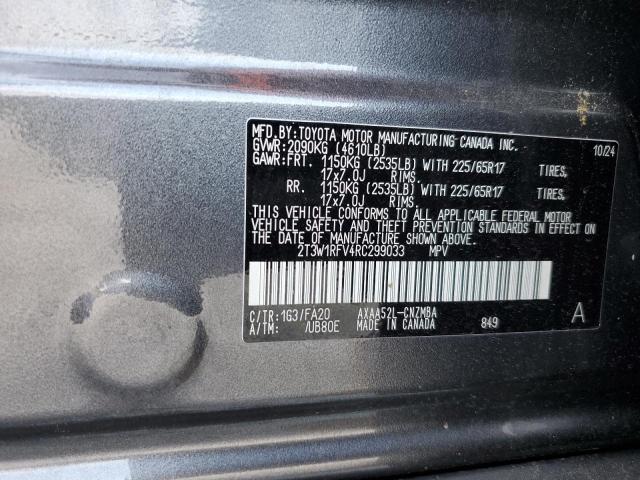 MFD.BY:TOYOTA MOTOR MANUFACTURING CANADA INC. 10/24
GVWR:2090KG (4610LB)
GAWR:FRT. 1150KG (2535LB) WITH 225/65R17 TIRES,
17x7.0J RIMS.
RR. 1150KG (2535LB) WITH 225/65R17 TIRES,
17x7.0J RIMS.
THIS VEHICLE CONFORMS TO ALL APPLICABLE FEDERAL MOTOR
VEHICLE SAFETY AND THEFT PREVENTION STANDARDS IN EFFECT ON
THE DATE OF MANUFACTURE SHOWN ABOVE.
2T3W1RFV4RC299033 MPV
C/TR:1G3/FA20 AXAA52L-CNZMBA
A/TM: /UB80E MADE IN CANADA 849 A